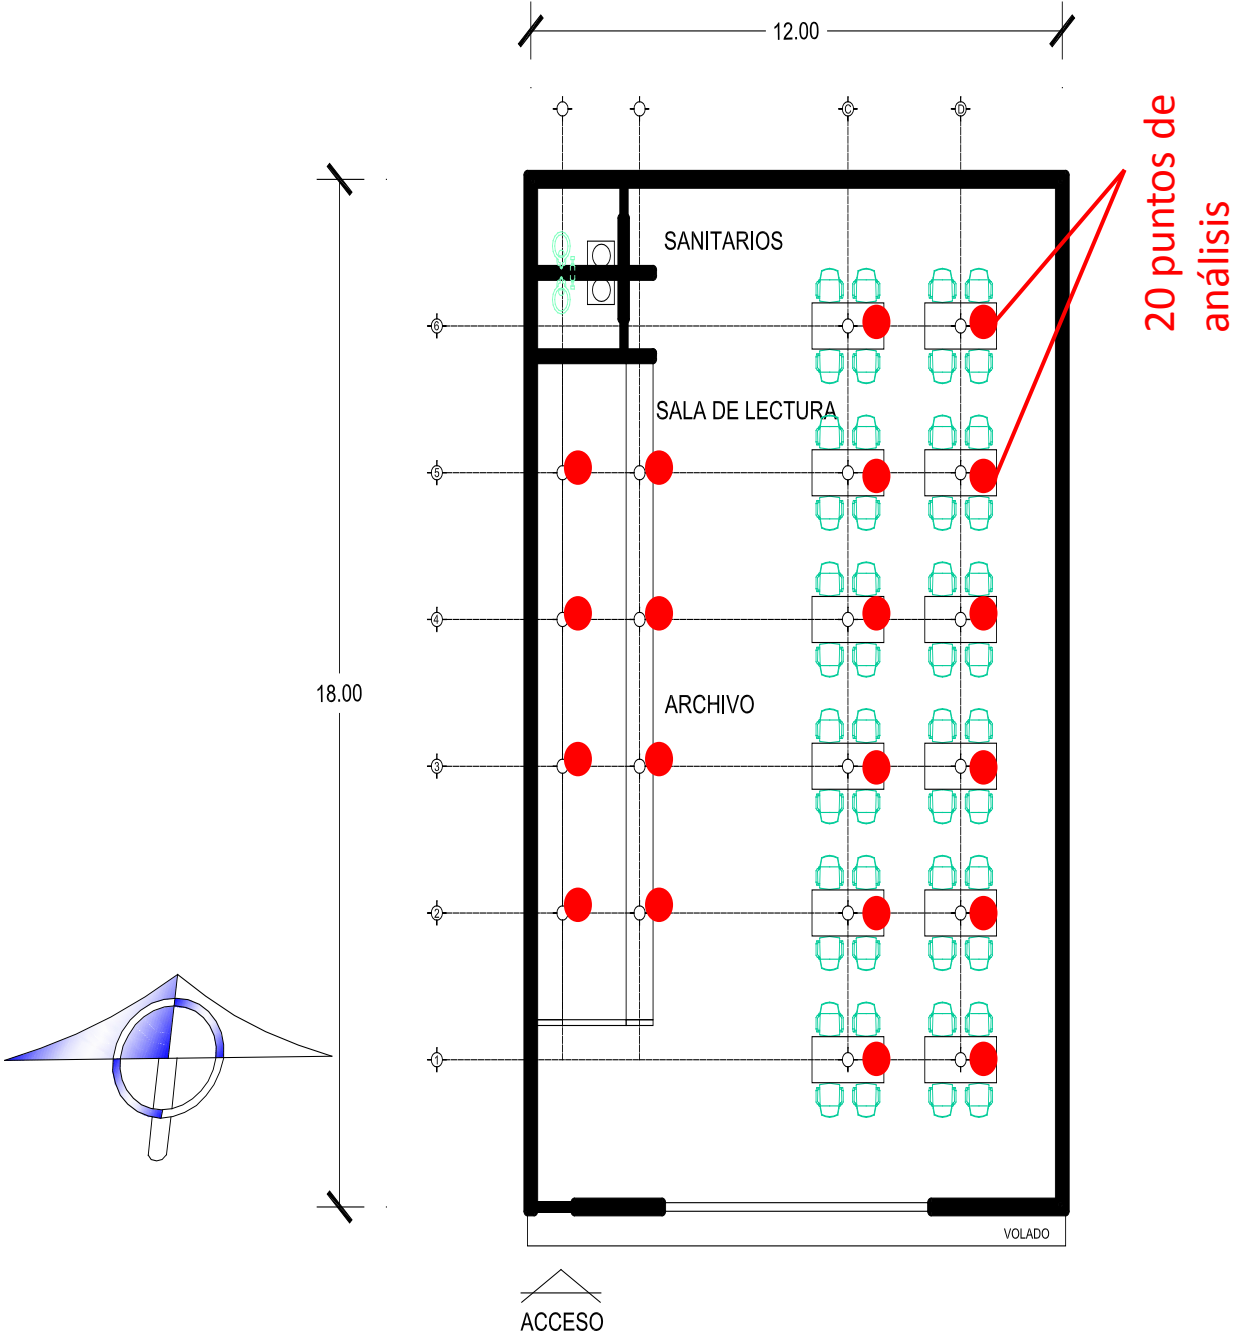 12.00
C
D
20 puntos de
análisis
SANITARIOS
6
SALA DE LECTURA
5
4
18.00
ARCHIVO
3
2
1
VOLADO
ACCESO